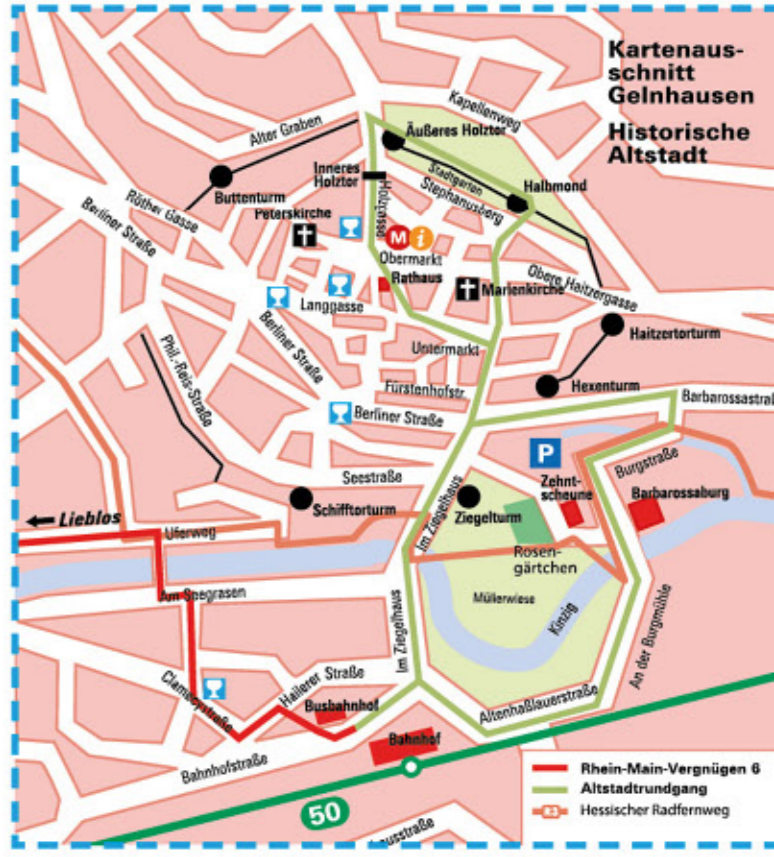 Kartenaus-
schnitt
Gelnhausen
Historische
Altstadt
Kapellenweg
Alter Graben
Äußeres Holztor
Inneres
Holztor
Stadtgarten
Stephanusberg
Halbmond
Buttenturm
Holzgasse
Röther Gasse
Berliner Straße
Peterskirche
M
i
Obermarkt
Rathaus
Marienkirche
Obere Haitzergasse
Langgasse
Berliner Straße
Haitzertorturm
Untermarkt
Phil.-Reis-Straße
Hexenturm
Fürstenhofstr.
Barbarossastraß
Berliner Straße
P
Seestraße
Zehnt-
scheune
Burgstraße
Schifftorturm
Im Ziegelhaus
Ziegelturm
Barbarossaburg
Lieblos
Uferweg
Rosen-
gärtchen
Am Seegrasen
Müllerwiese
Kinzig
Im Ziegelhaus
An der Burgmühle
Hailerer Straße
Clamecystraße
Busbahnhof
Altenhaßlauerstraße
Bahnhof
Bahnhofstraße
50
Rhein-Main-Vergnügen 6
Altstadtrundgang
R3
Hessischer Radfernweg